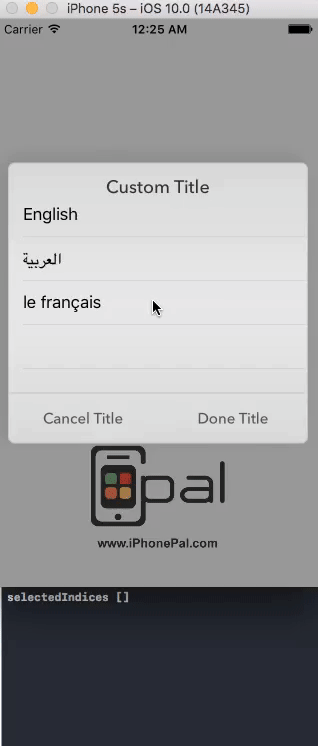 iPhone 5s – iOS 10.0 (14A345)
Carrier 12:25 AM
Custom Title
English
العربية
le français
Cancel Title Done Title
pal
www.iPhonePal.com
selectedIndices []